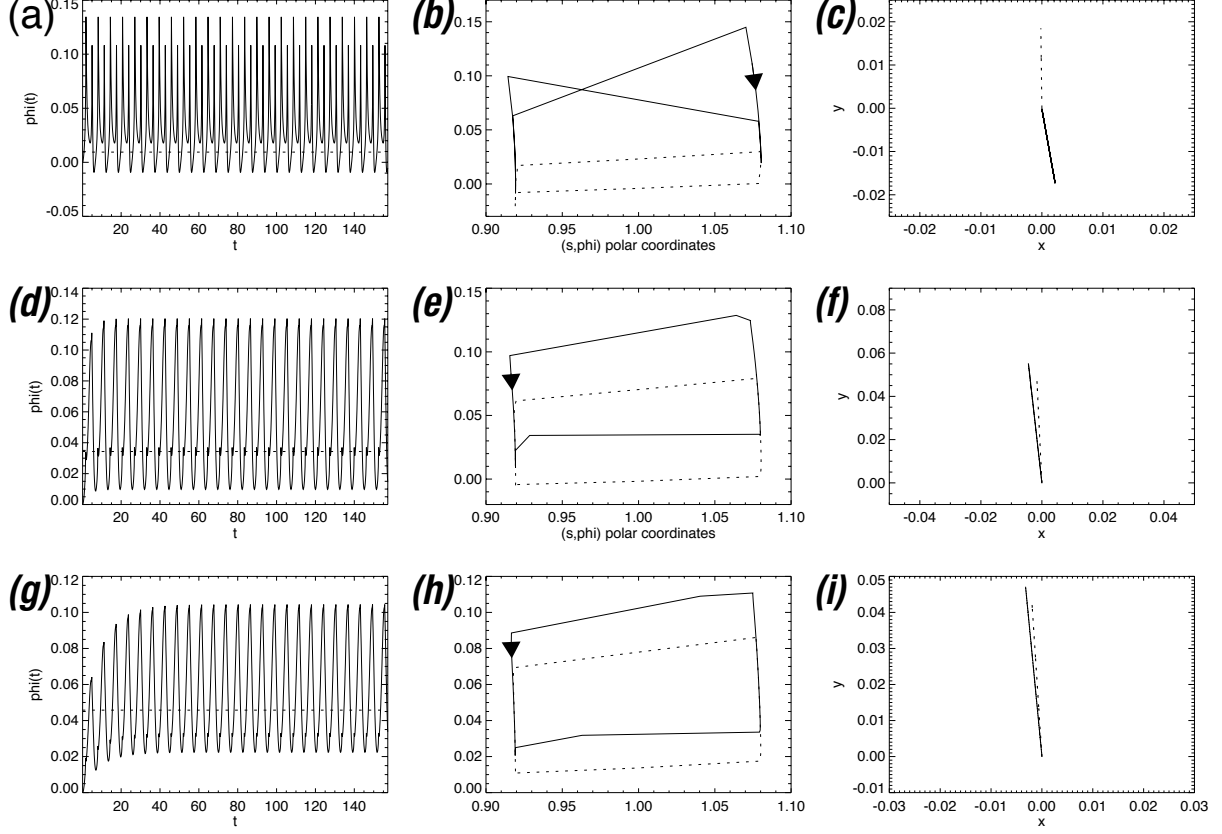 (a)
0.15
0.10
0.05
0.00
-0.05
phi(t)
20 40 60 80 100 120 140
t
(b)
0.15
0.10
0.05
0.00
0.90 0.95 1.00 1.05 1.10
(s,phi) polar coordinates
(c)
0.02
0.01
0.00
-0.01
-0.02
y
-0.02 -0.01 0.00 0.01 0.02
x
(d)
0.14
0.12
0.10
0.08
0.06
0.04
0.02
0.00
phi(t)
20 40 60 80 100 120 140
t
(e)
0.15
0.10
0.05
0.00
0.90 0.95 1.00 1.05 1.10
(s,phi) polar coordinates
(f)
0.08
0.06
0.04
0.02
0.00
y
-0.04 -0.02 0.00 0.02 0.04
x
(g)
0.12
0.10
0.08
0.06
0.04
0.02
0.00
phi(t)
20 40 60 80 100 120 140
t
(h)
0.12
0.10
0.08
0.06
0.04
0.02
0.00
0.90 0.95 1.00 1.05 1.10
(s,phi) polar coordinates
(i)
0.05
0.04
0.03
0.02
0.01
0.00
-0.01
y
-0.03 -0.02 -0.01 0.00 0.01 0.02 0.03
x